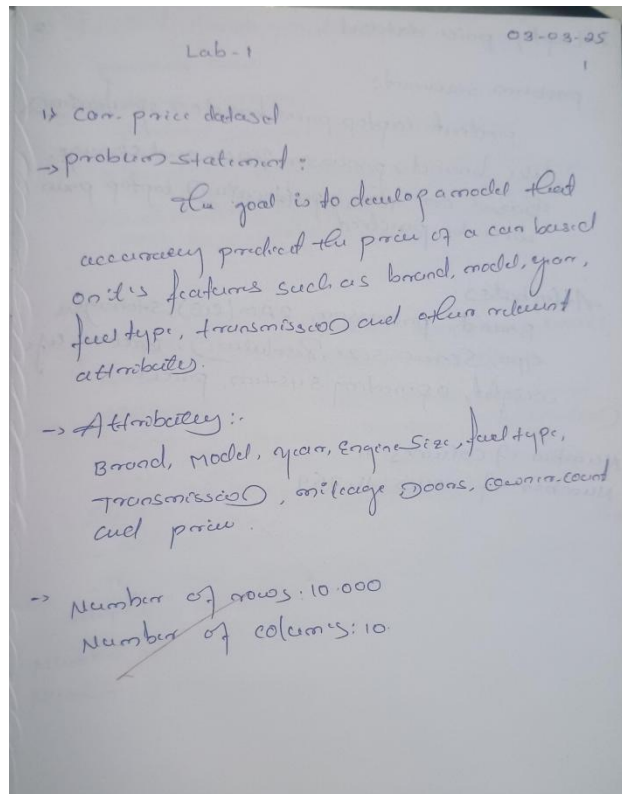 03-03-25
Lab-1
1
1) Car price dataset
→ problem statement :
The goal is to develop a model that
accurately predict the price of a car based
on it's features such as brand, model, year,
fuel type, transmission and other relevent
attributes.
→ Attributes :-
Brand, Model, year, Engine Size, fuel type,
Transmission, mileage Doors, Owner-count
and price .
→ Number of rows : 10.000
Number of colum's : 10